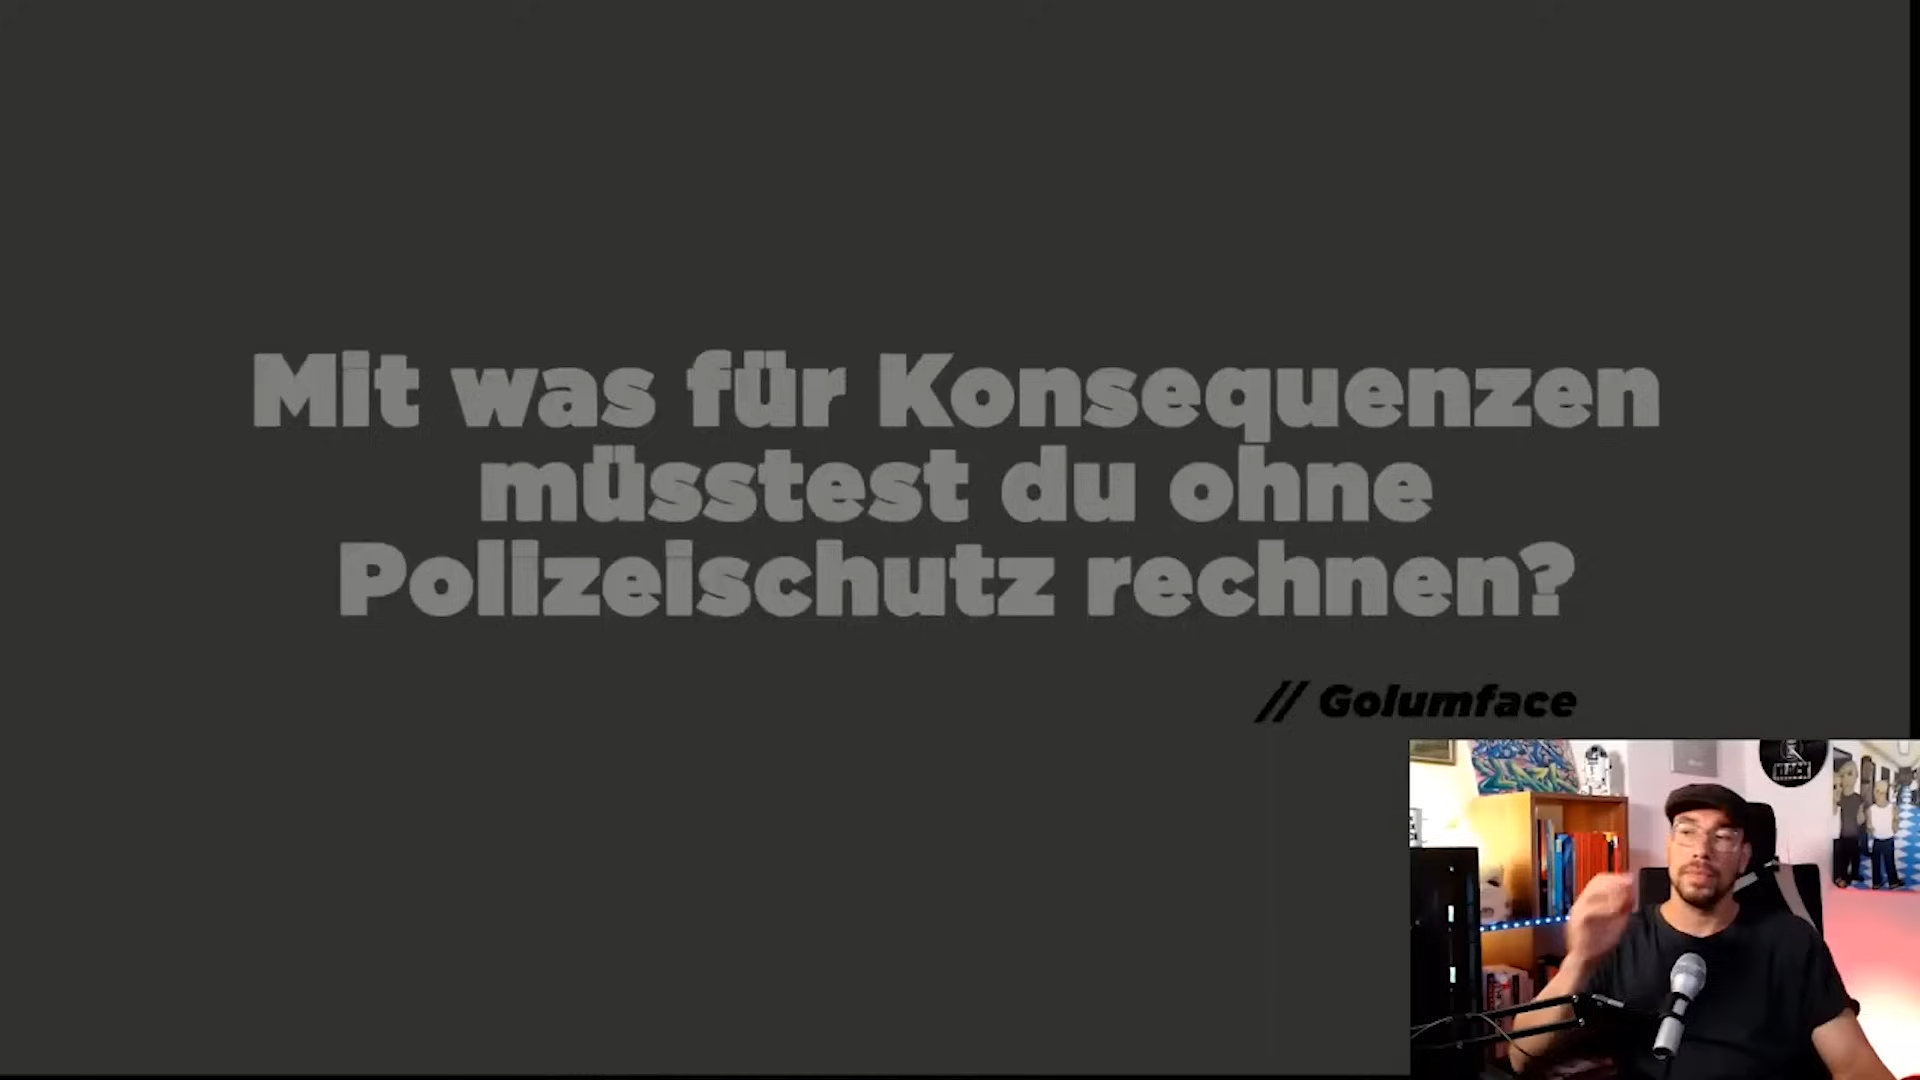 Mit was für Konsequenzen
müsstest du ohne
Polizeischutz rechnen?
// Golumface